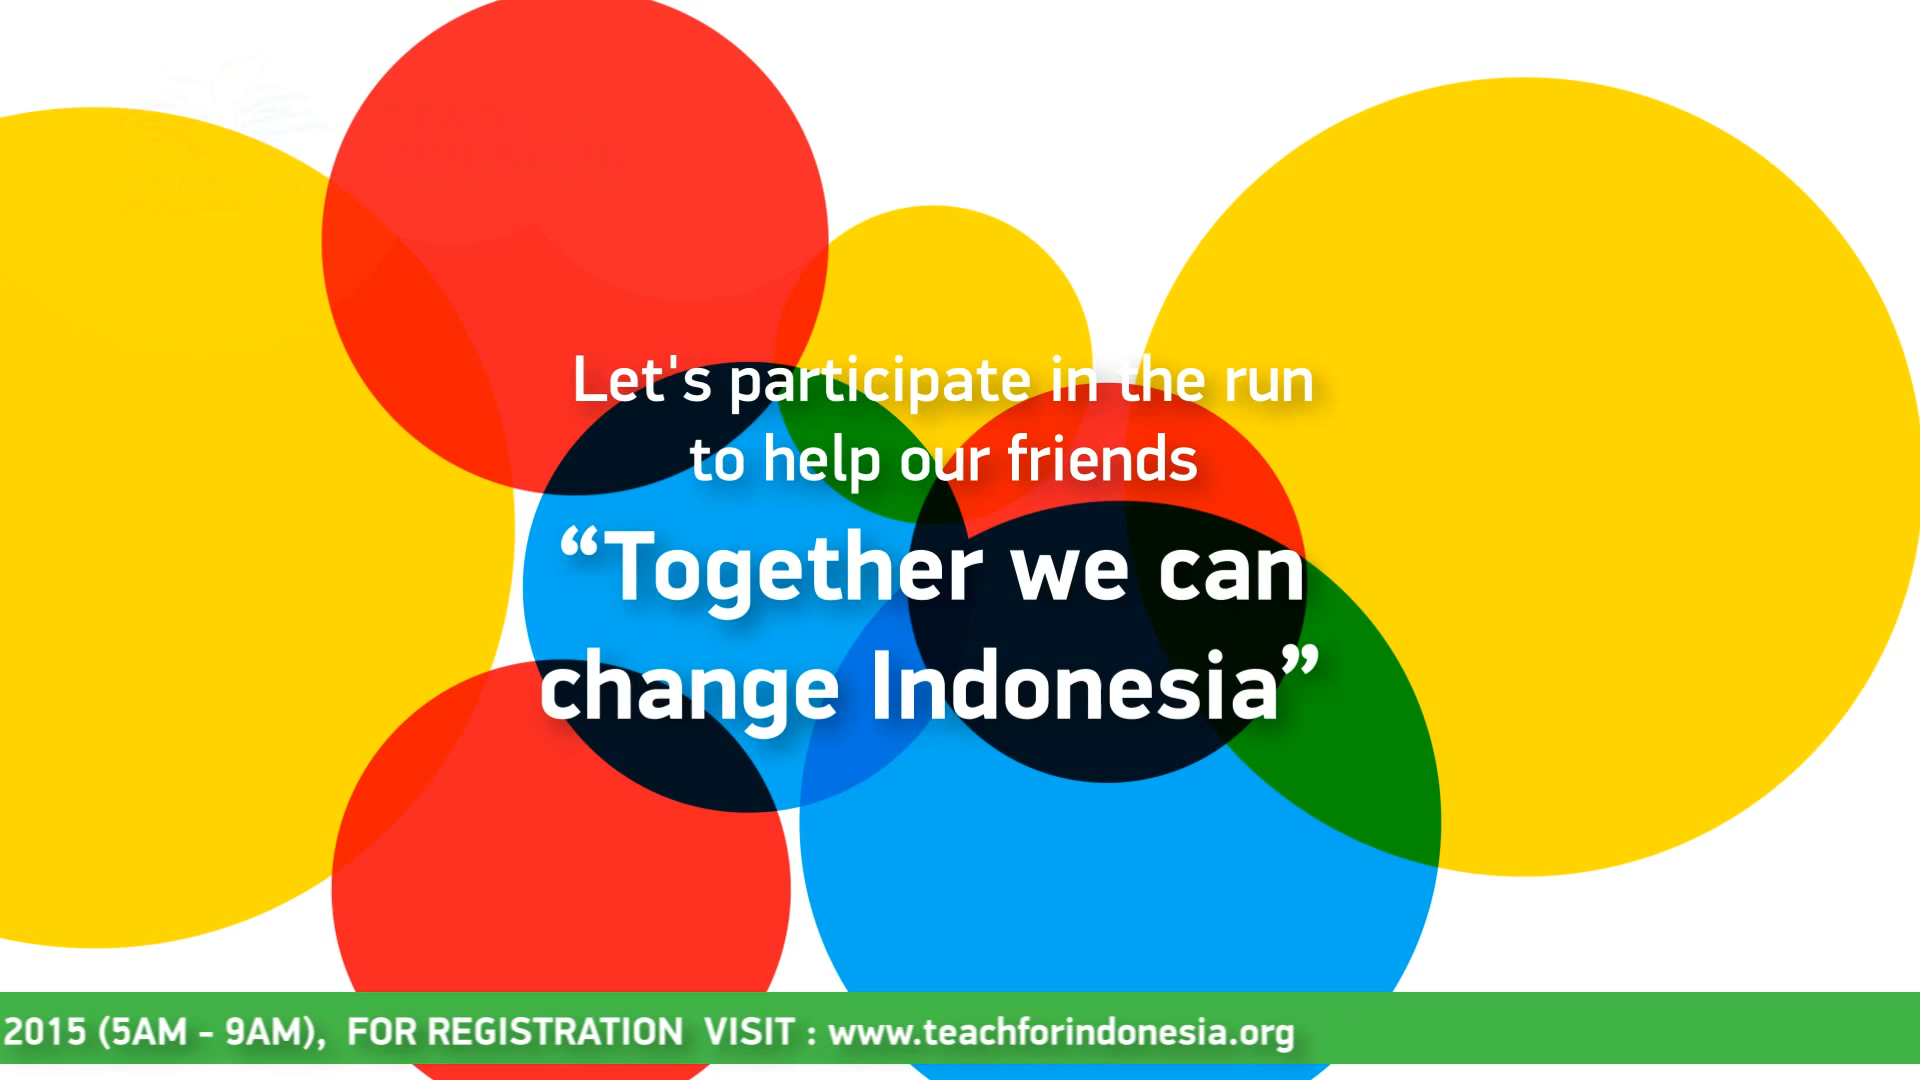 Let's participate in the run
to help our friends
“Together we can
change Indonesia”
2015 (5AM - 9AM), FOR REGISTRATION VISIT : www.teachforindonesia.org